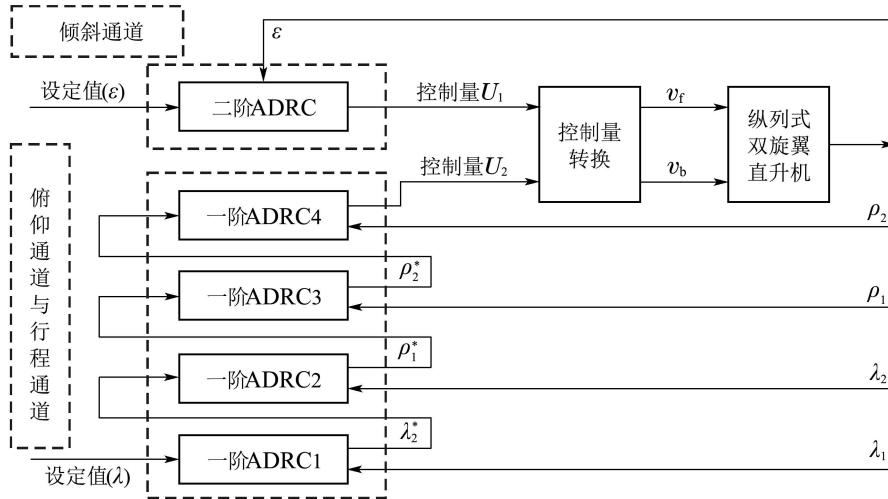 倾斜通道
ε
设定值(ε)
二阶ADRC
控制量U₁
控制量
转换
v_f
v_b
纵列式
双旋翼
直升机
俯仰通道与行程通道
控制量U₂
一阶ADRC4
ρ₂
ρ₂*
一阶ADRC3
ρ₁
ρ₁*
一阶ADRC2
λ₂
λ₂*
一阶ADRC1
λ₁
设定值(λ)